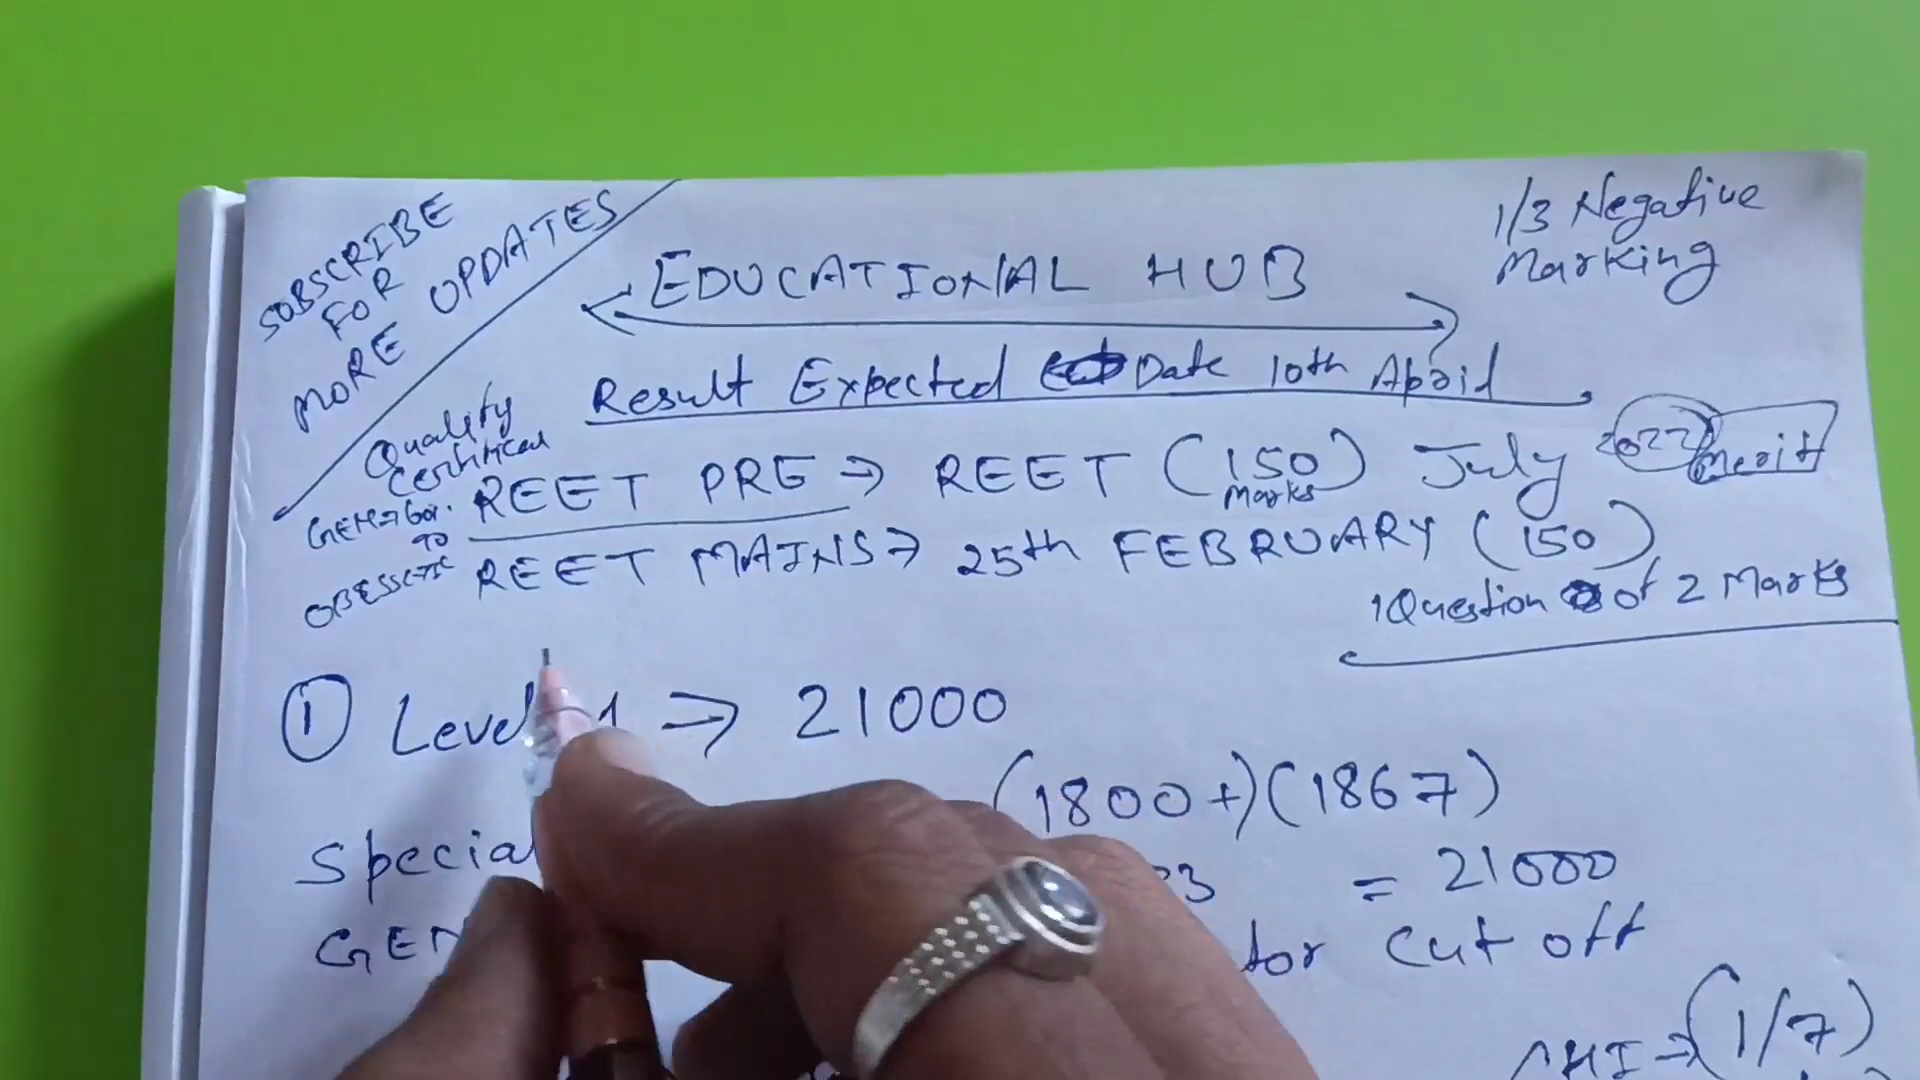 SOBSCRIBE
FOR
MORE UPDATES
1/3 Negative
Marking
EDUCATIONAL HUB
Result Expected Date 10th April
Quality
REET PRE → REET (150) July 2022 Merit
Marks
REET MAINS → 25th FEBRUARY (150)
1 Question of 2 Marks
① Level 1 → 21000
(1800+) (1867)
= 21000
Cut off
(1/7)